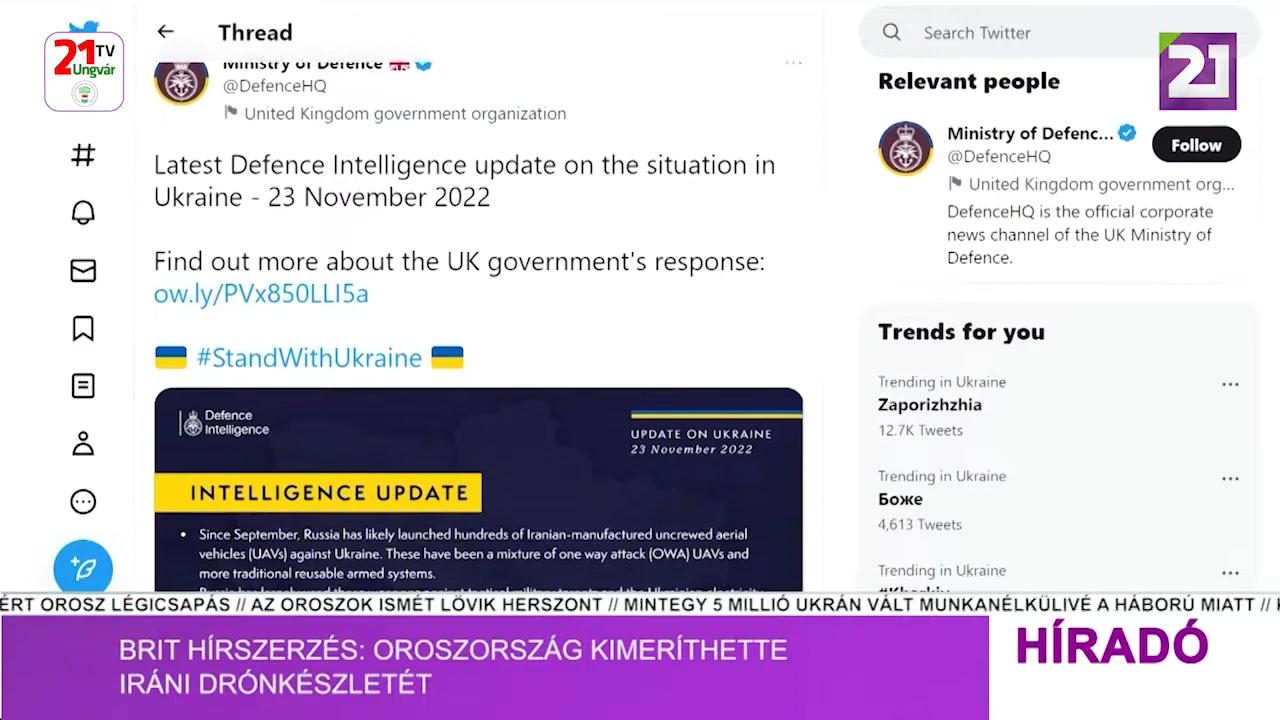 21 TV
Ungvár
Thread
Ministry of Defence
@DefenceHQ
United Kingdom government organization
Latest Defence Intelligence update on the situation in
Ukraine - 23 November 2022
Find out more about the UK government's response:
ow.ly/PVx850LLI5a
#StandWithUkraine
Defence
Intelligence
UPDATE ON UKRAINE
23 November 2022
INTELLIGENCE UPDATE
• Since September, Russia has likely launched hundreds of Iranian-manufactured uncrewed aerial
vehicles (UAVs) against Ukraine. These have been a mixture of one way attack (OWA) UAVs and
more traditional reusable armed systems.
Search Twitter
21
Relevant people
Ministry of Defenc...
@DefenceHQ
Follow
United Kingdom government org...
DefenceHQ is the official corporate
news channel of the UK Ministry of
Defence.
Trends for you
Trending in Ukraine
Zaporizhzhia
12.7K Tweets
Trending in Ukraine
Боже
4,613 Tweets
Trending in Ukraine
#Kharkiv
ÉRT OROSZ LÉGICSAPÁS // AZ OROSZOK ISMÉT LÖVIK HERSZONT // MINTEGY 5 MILLIÓ UKRÁN VÁLT MUNKANÉLKÜLIVÉ A HÁBORÚ MIATT //
BRIT HÍRSZERZÉS: OROSZORSZÁG KIMERÍTHETTE
IRÁNI DRÓNKÉSZLETÉT
HÍRADÓ